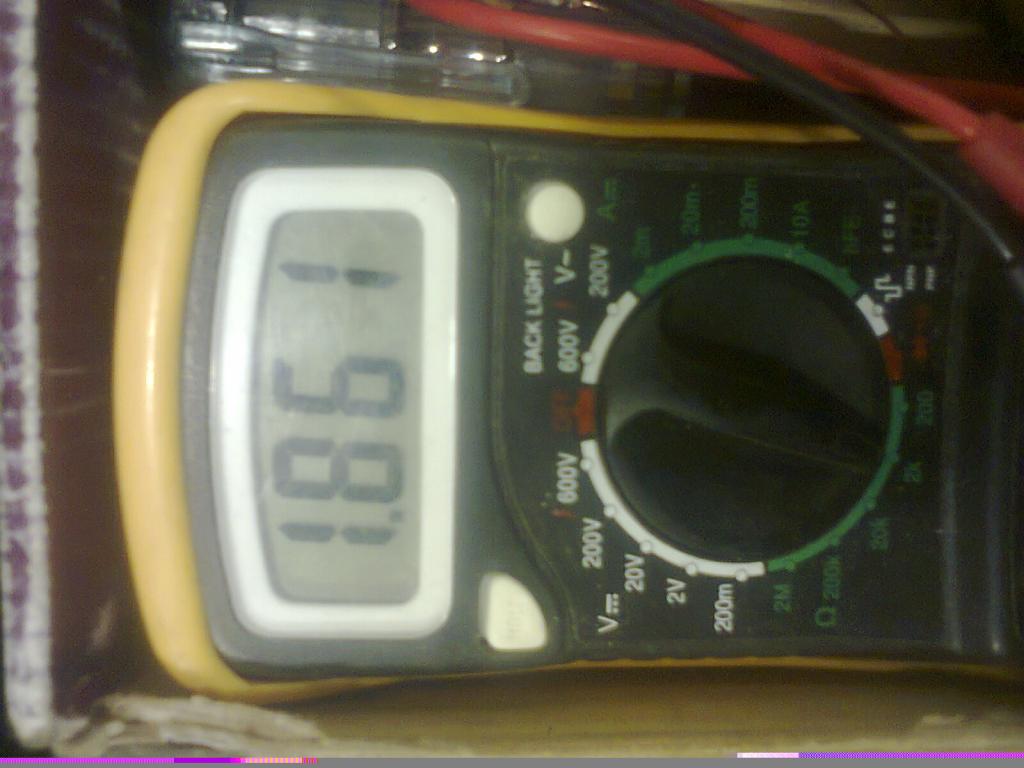 1.861
BACK LIGHT
V⎓
600V
200V
20V
2V
200m
V~
600V
200V
A⎓
2m
20m
200m
10A
hFE
E C B E
200
2k
20k
200k
2M
Ω